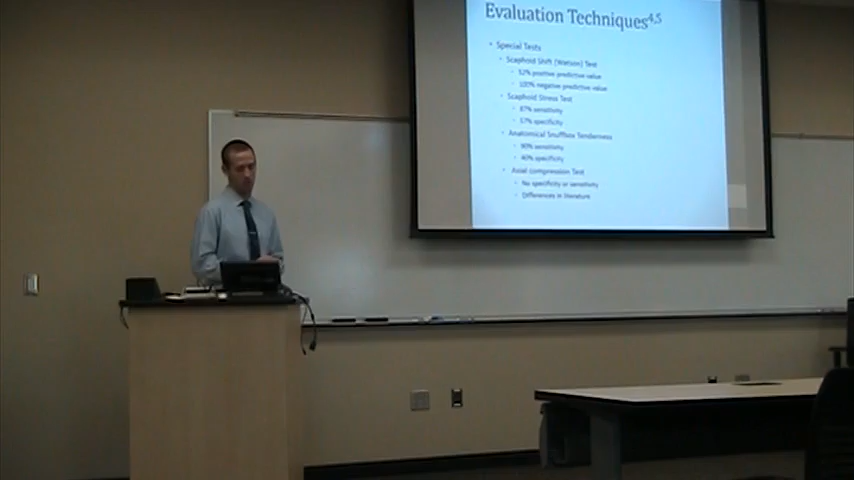 Evaluation Techniques4,5
• Special Tests
• Scaphoid Shift (Watson) Test
• 52% positive predictive value
• 100% negative predictive value
• Scaphoid Stress Test
• 87% sensitivity
• 57% specificity
• Anatomical Snuffbox Tenderness
• 90% sensitivity
• 40% specificity
• Axial compression Test
• No specificity or sensitivity
• Differences in literature